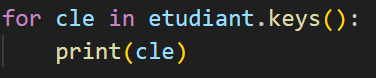 for cle in etudiant.keys():
    print(cle)